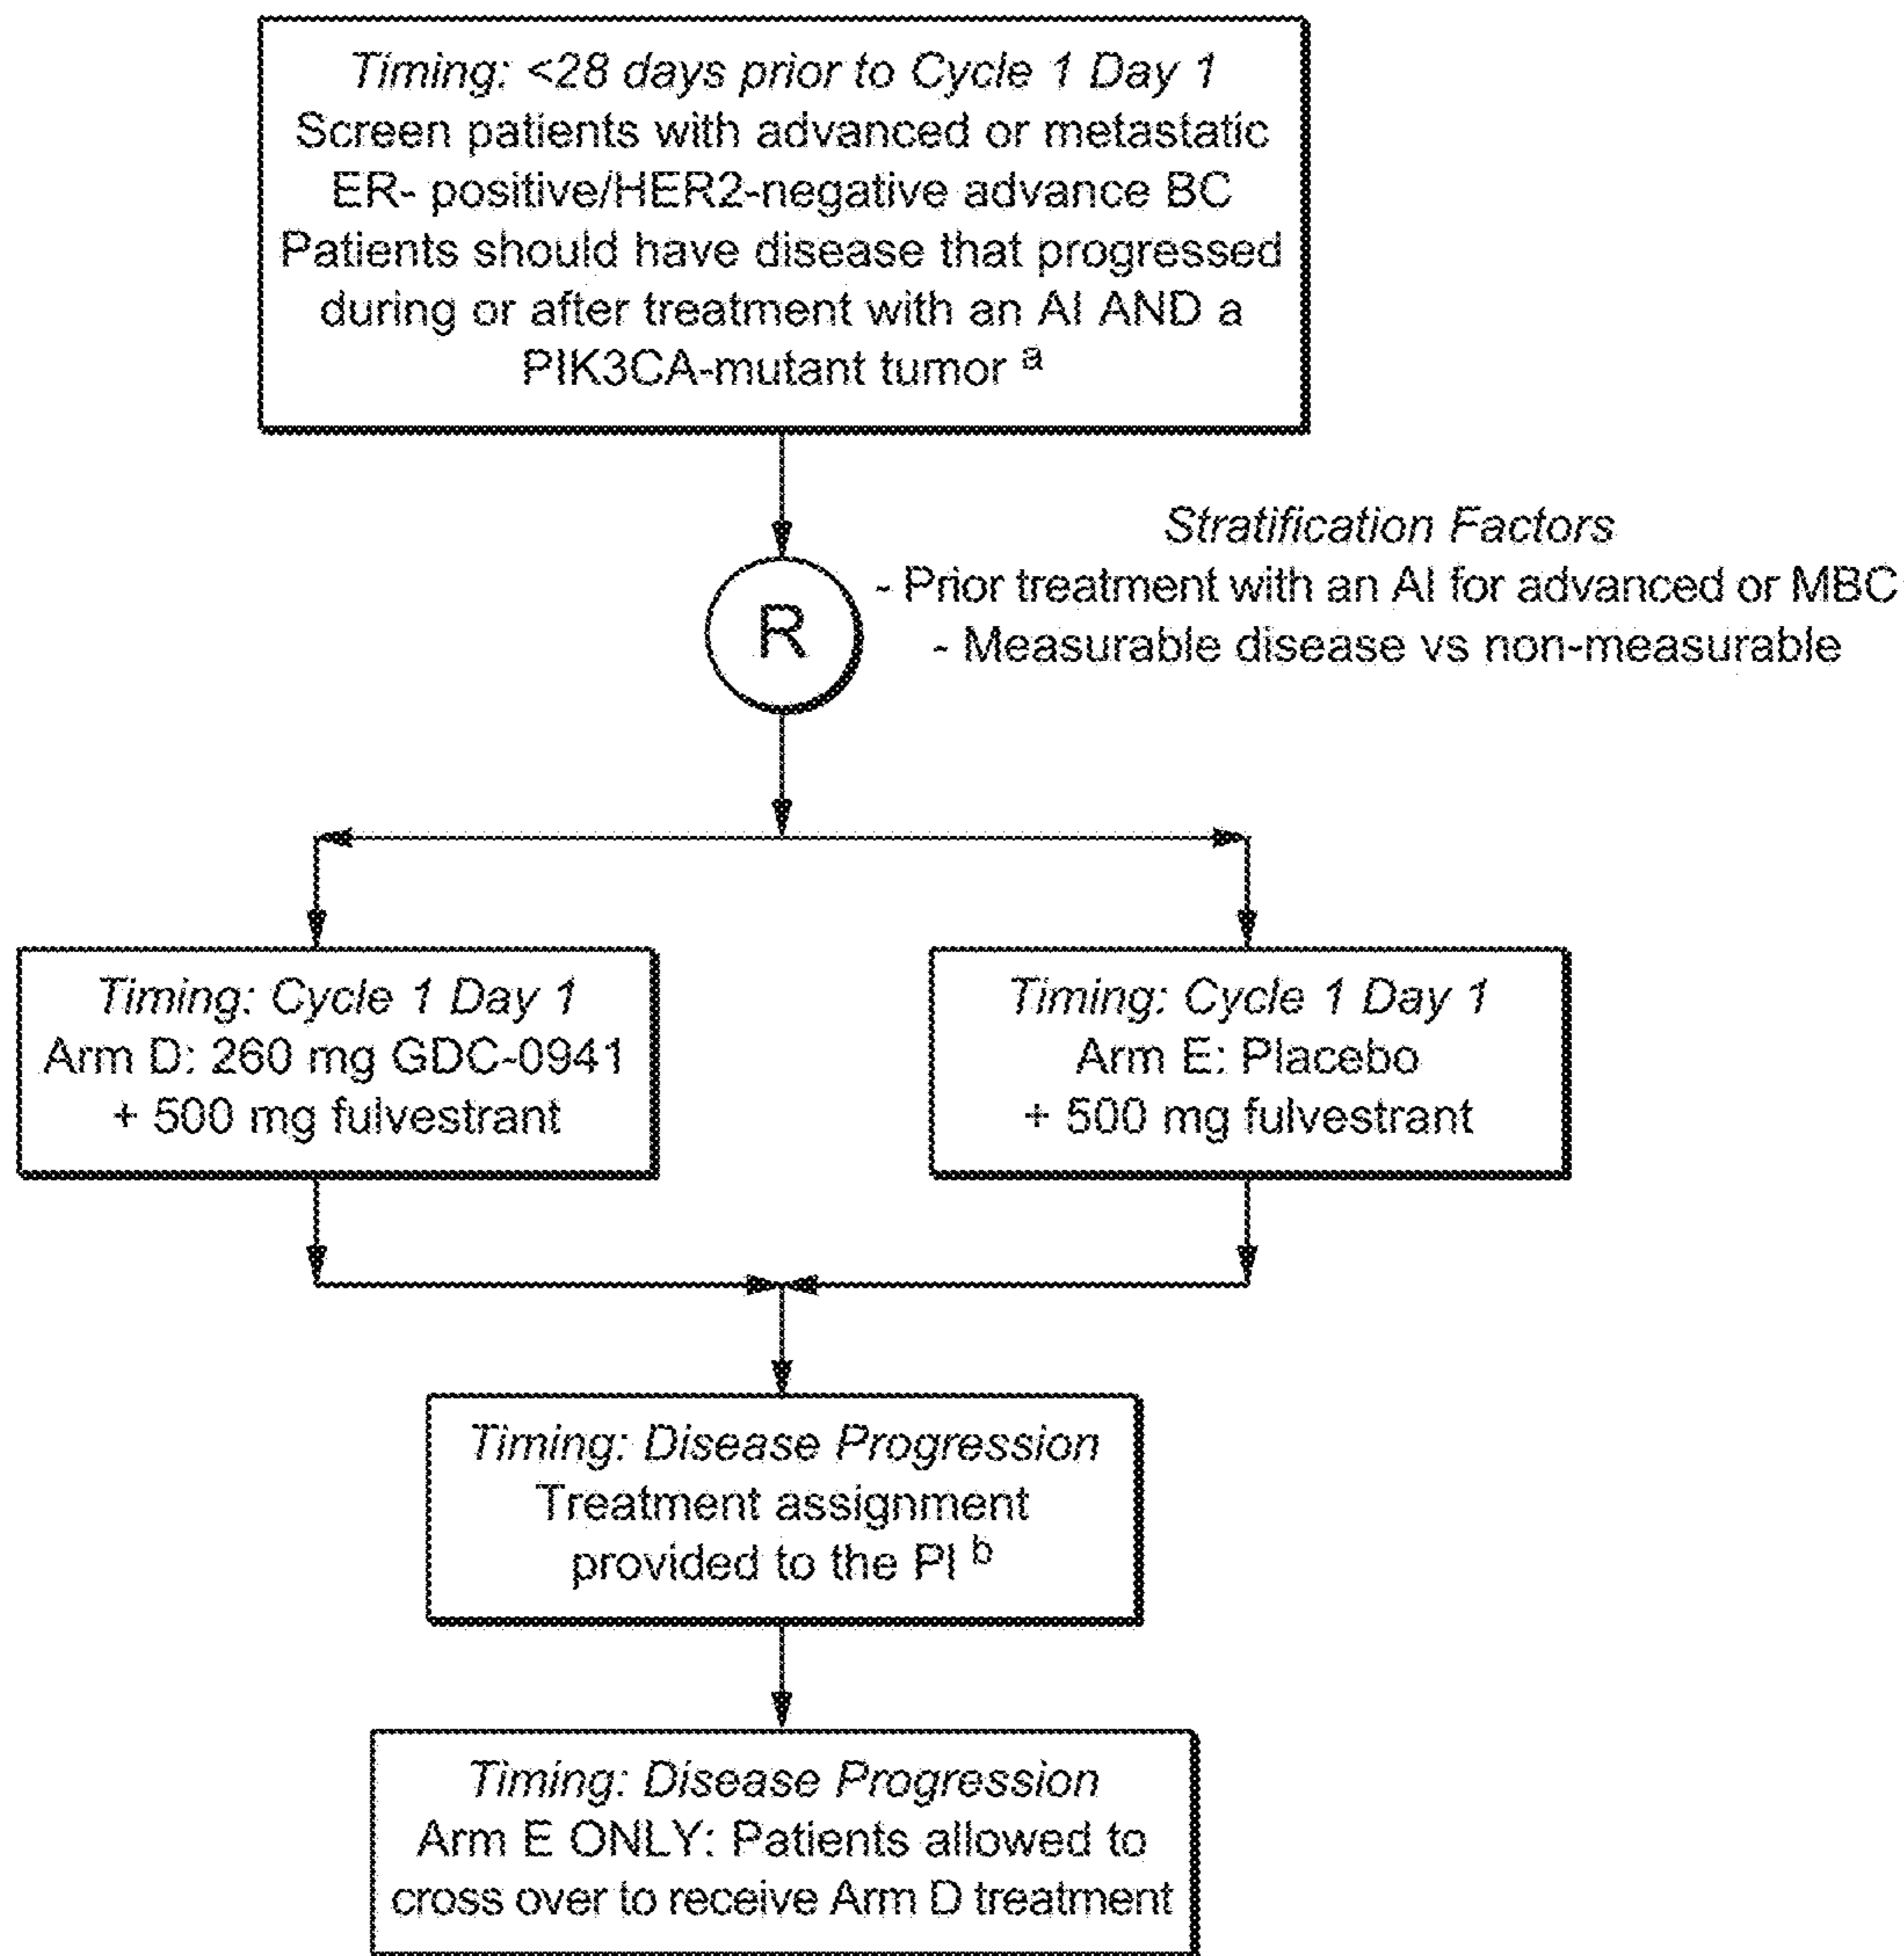 Timing: <28 days prior to Cycle 1 Day 1
Screen patients with advanced or metastatic
ER- positive/HER2-negative advance BC
Patients should have disease that progressed
during or after treatment with an AI AND a
PIK3CA-mutant tumor a
Stratification Factors
- Prior treatment with an AI for advanced or MBC
- Measurable disease vs non-measurable
R
Timing: Cycle 1 Day 1
Arm D: 260 mg GDC-0941
+ 500 mg fulvestrant
Timing: Cycle 1 Day 1
Arm E: Placebo
+ 500 mg fulvestrant
Timing: Disease Progression
Treatment assignment
provided to the PI b
Timing: Disease Progression
Arm E ONLY: Patients allowed to
cross over to receive Arm D treatment